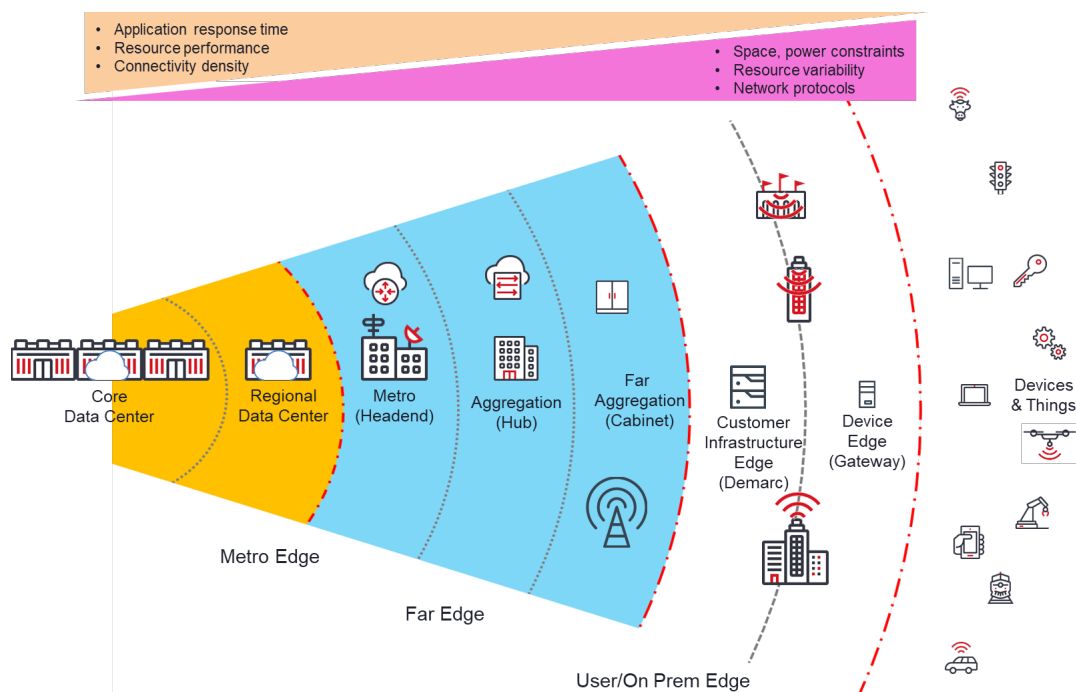 • Application response time
• Resource performance
• Connectivity density
• Space, power constraints
• Resource variability
• Network protocols
Core
Data Center
Regional
Data Center
Metro
(Headend)
Aggregation
(Hub)
Far
Aggregation
(Cabinet)
Customer
Infrastructure
Edge
(Demarc)
Device
Edge
(Gateway)
Devices
& Things
Metro Edge
Far Edge
User/On Prem Edge